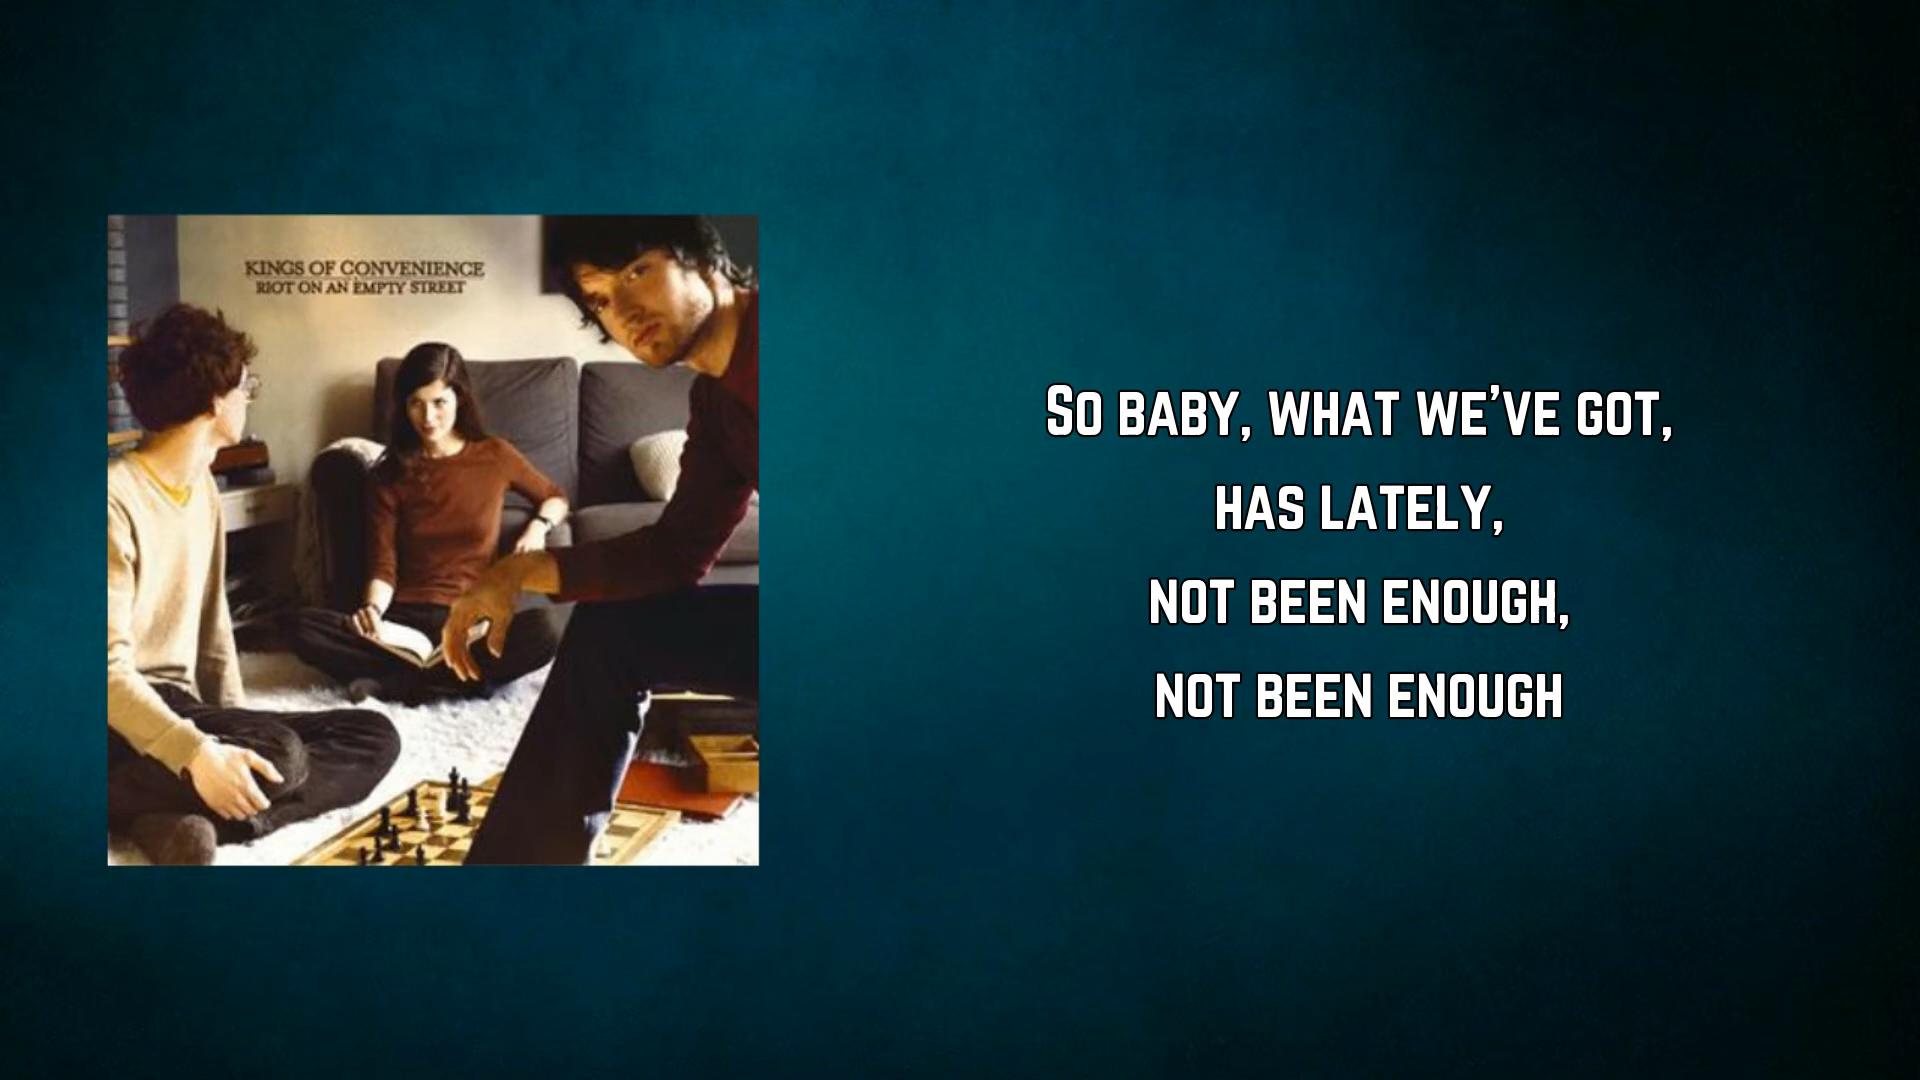 KINGS OF CONVENIENCE
RIOT ON AN EMPTY STREET
SO BABY, WHAT WE'VE GOT,
HAS LATELY,
NOT BEEN ENOUGH,
NOT BEEN ENOUGH